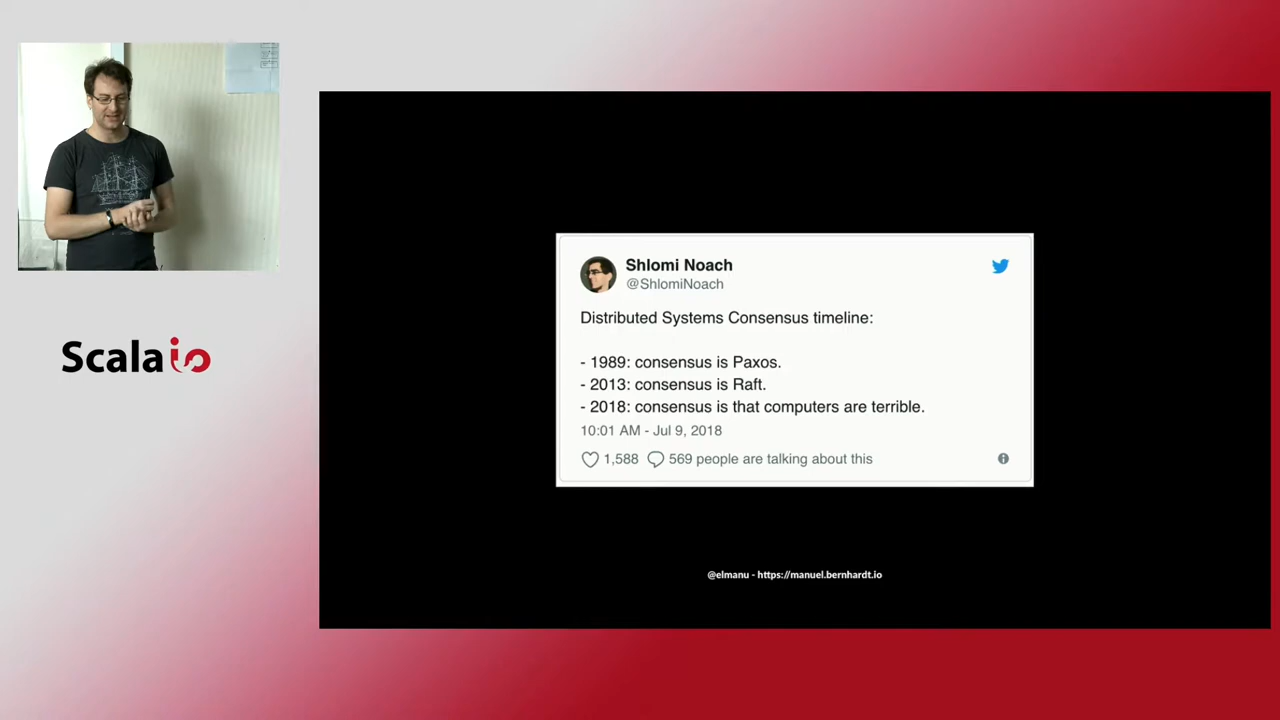 Scala io
Shlomi Noach
@ShlomiNoach
Distributed Systems Consensus timeline:
- 1989: consensus is Paxos.
- 2013: consensus is Raft.
- 2018: consensus is that computers are terrible.
10:01 AM - Jul 9, 2018
1,588 569 people are talking about this
@elmanu - https://manuel.bernhardt.io